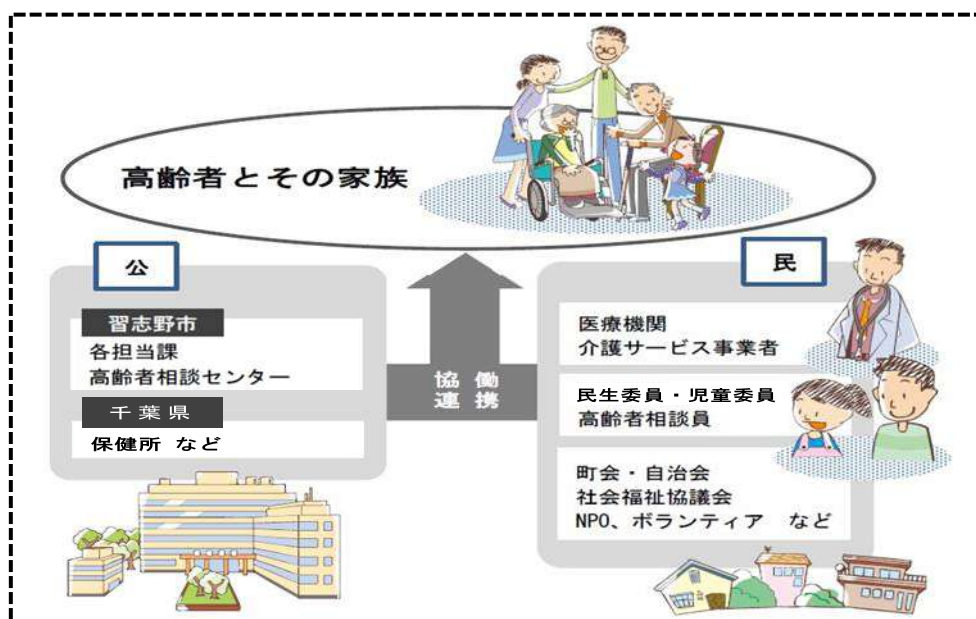 高齢者とその家族
公
習志野市
各担当課
高齢者相談センター
千葉県
保健所 など
協働
連携
民
医療機関
介護サービス事業者
民生委員・児童委員
高齢者相談員
町会・自治会
社会福祉協議会
NPO、ボランティア など